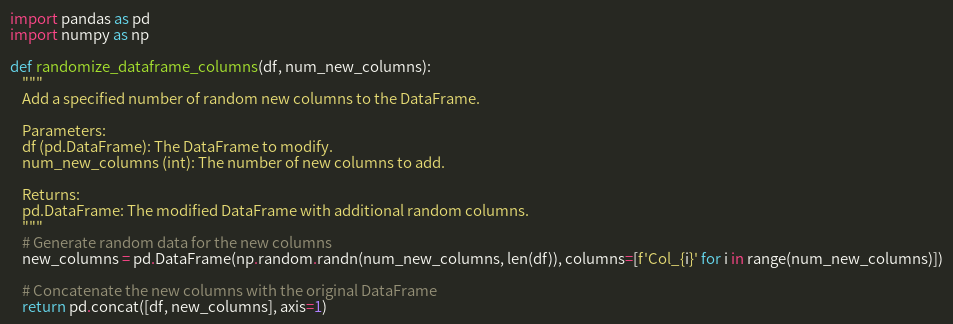 import pandas as pd
import numpy as np

def randomize_dataframe_columns(df, num_new_columns):
    """
    Add a specified number of random new columns to the DataFrame.

    Parameters:
    df (pd.DataFrame): The DataFrame to modify.
    num_new_columns (int): The number of new columns to add.

    Returns:
    pd.DataFrame: The modified DataFrame with additional random columns.
    """
    # Generate random data for the new columns
    new_columns = pd.DataFrame(np.random.randn(num_new_columns, len(df)), columns=[f'Col_{i}' for i in range(num_new_columns)])

    # Concatenate the new columns with the original DataFrame
    return pd.concat([df, new_columns], axis=1)